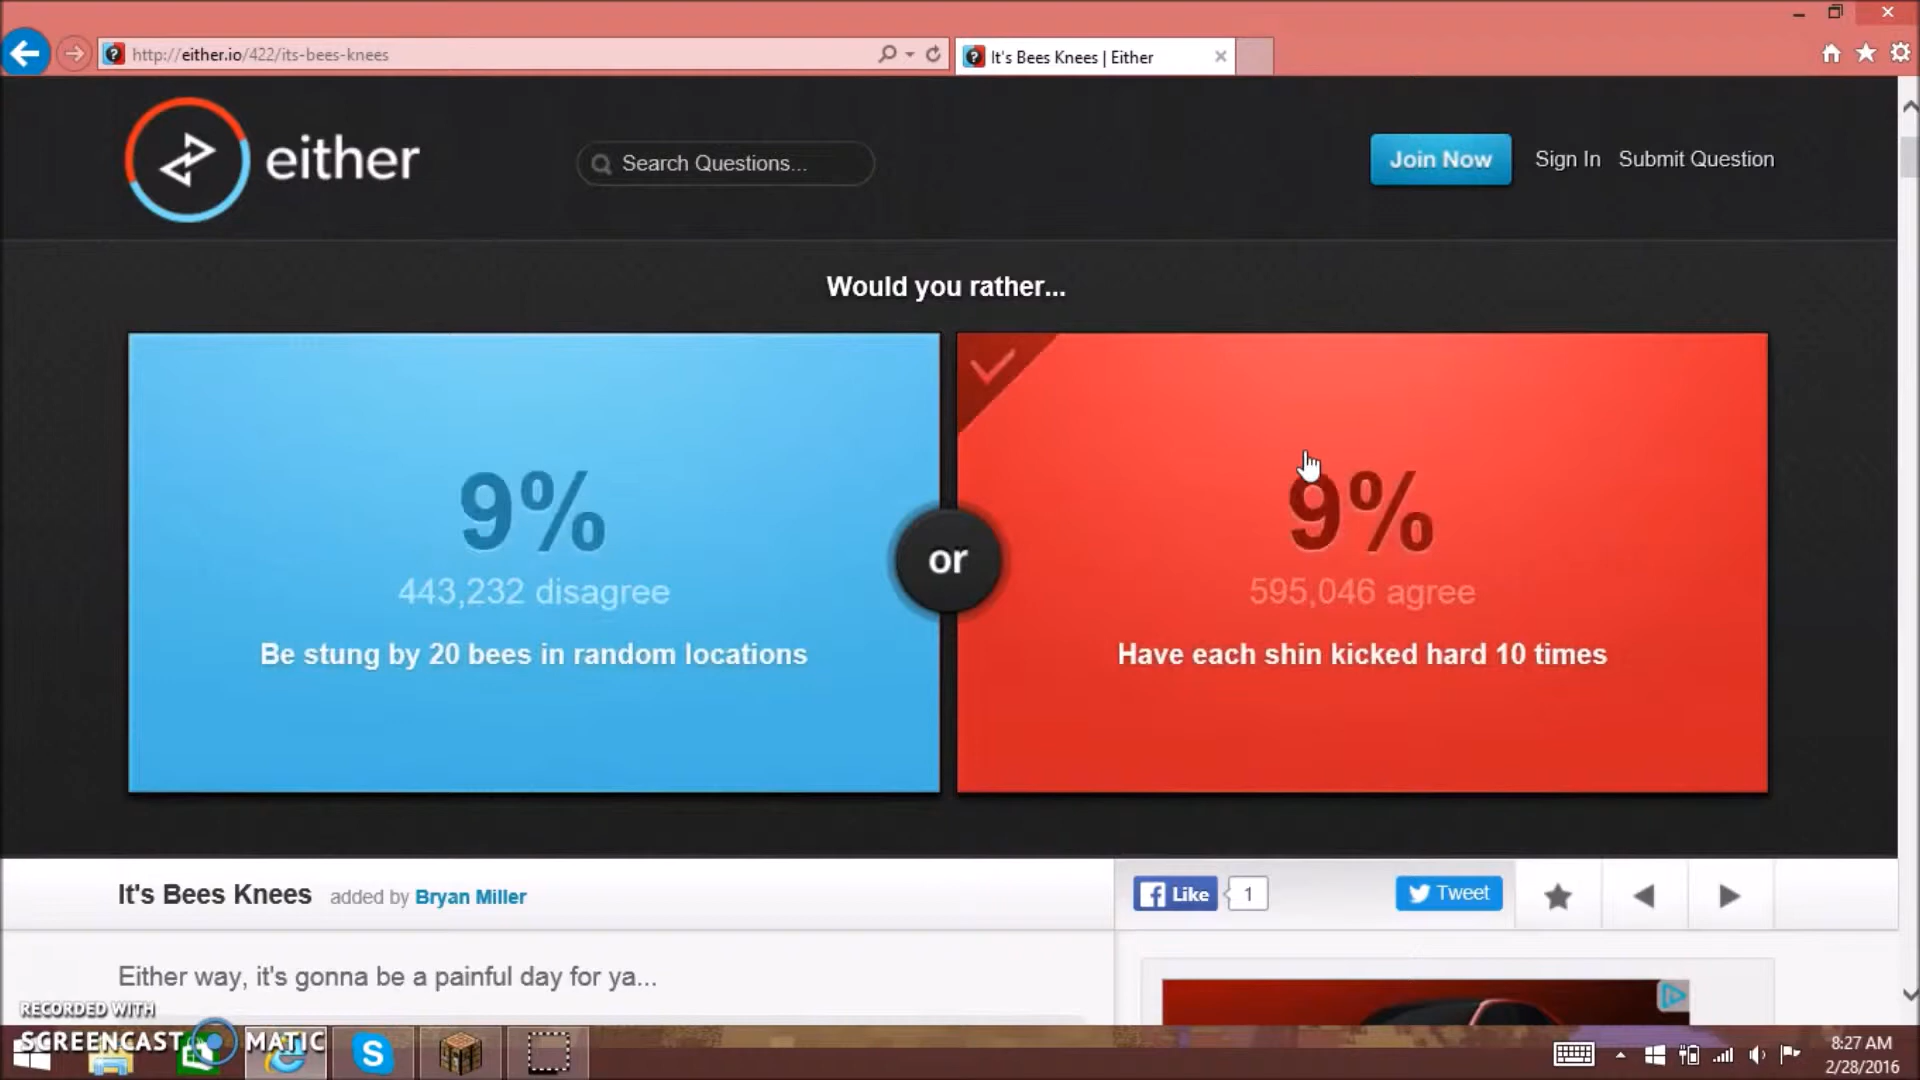 http://either.io/422/its-bees-knees
It's Bees Knees | Either
either
Search Questions...
Join Now
Sign In
Submit Question
Would you rather...
9%
443,232 disagree
Be stung by 20 bees in random locations
or
9%
595,046 agree
Have each shin kicked hard 10 times
It's Bees Knees added by Bryan Miller
Like
1
Tweet
Either way, it's gonna be a painful day for ya...
RECORDED WITH
SCREENCAST MATIC
8:27 AM
2/28/2016